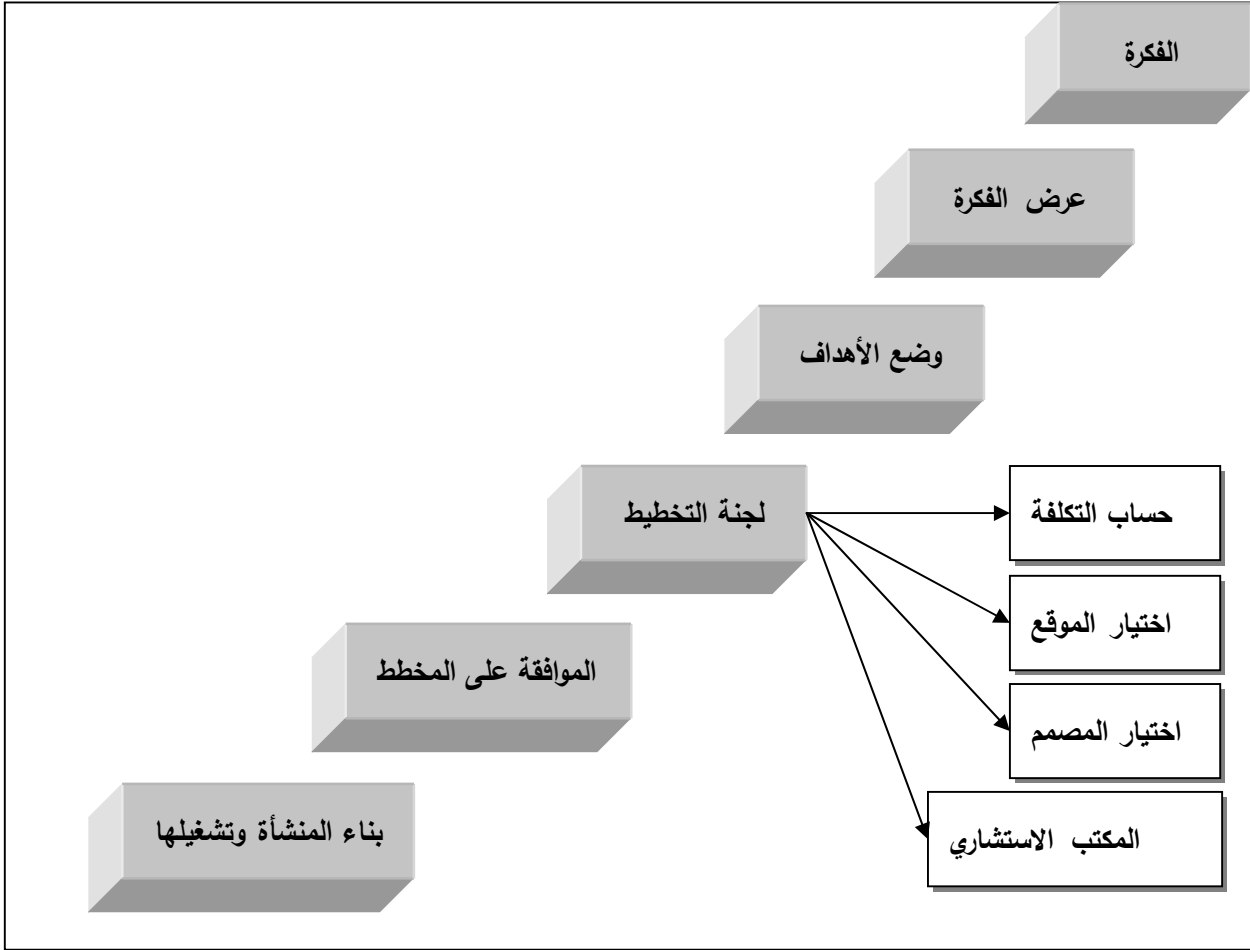 الفكرة
عرض الفكرة
وضع الأهداف
لجنة التخطيط
حساب التكلفة
اختيار الموقع
الموافقة على المخطط
اختيار المصمم
بناء المنشأة وتشغيلها
المكتب الاستشاري